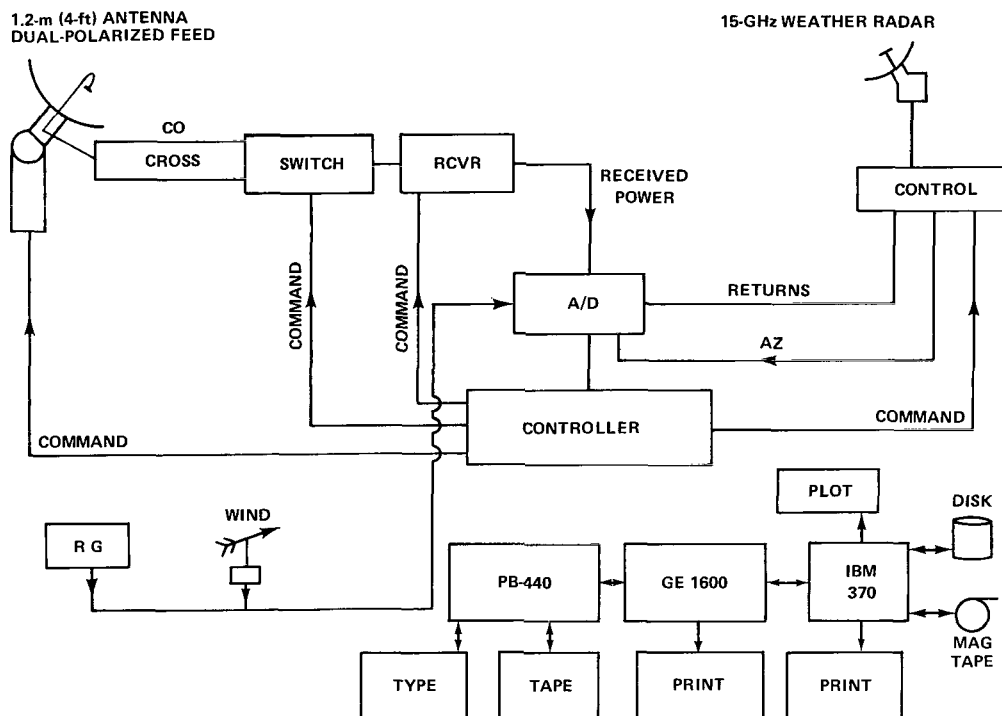 1.2-m (4-ft) ANTENNA
DUAL-POLARIZED FEED
15-GHz WEATHER RADAR
CO
CROSS
SWITCH
RCVR
RECEIVED
POWER
CONTROL
COMMAND
COMMAND
A/D
RETURNS
AZ
COMMAND
CONTROLLER
COMMAND
R G
WIND
PLOT
DISK
PB-440
GE 1600
IBM
370
MAG
TAPE
TYPE
TAPE
PRINT
PRINT